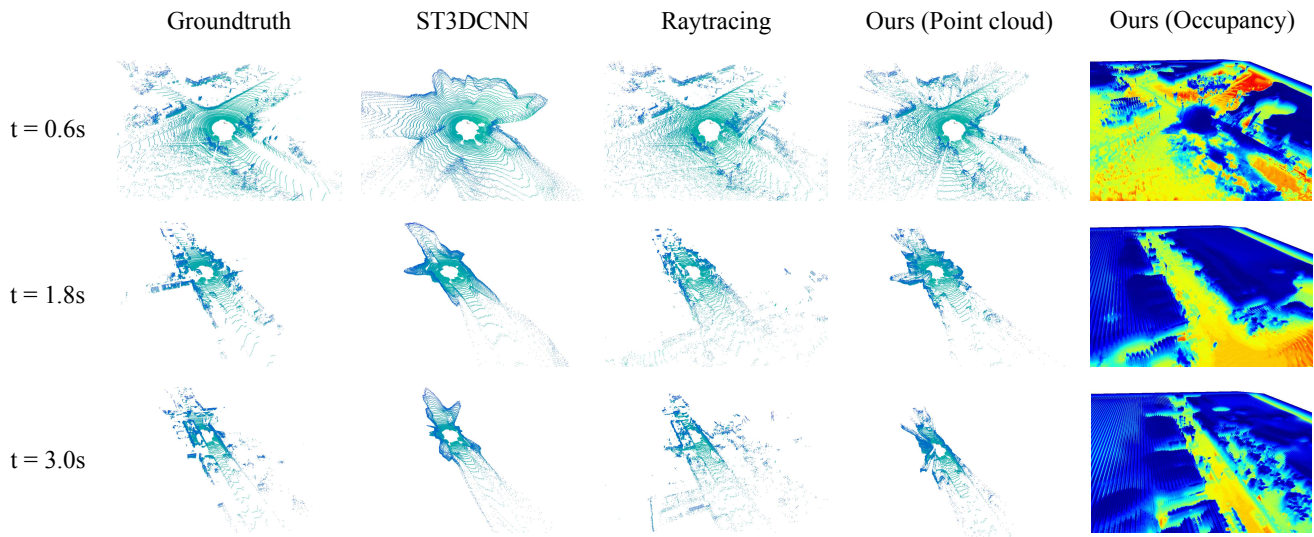 Groundtruth ST3DCNN Raytracing Ours (Point cloud) Ours (Occupancy)
t = 0.6s
t = 1.8s
t = 3.0s